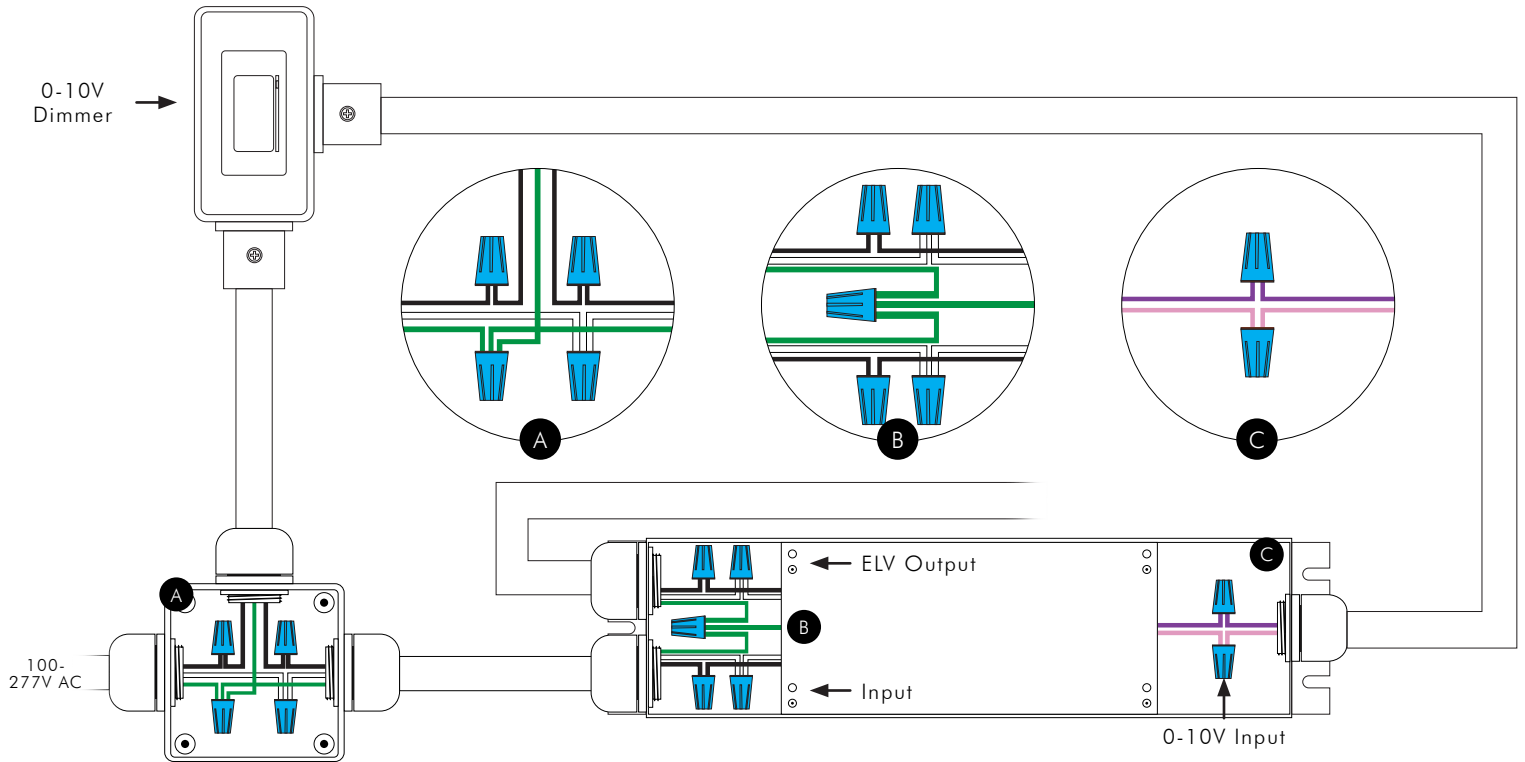 0-10V
Dimmer
A
B
C
A
100-
277V AC
ELV Output
B
Input
C
0-10V Input